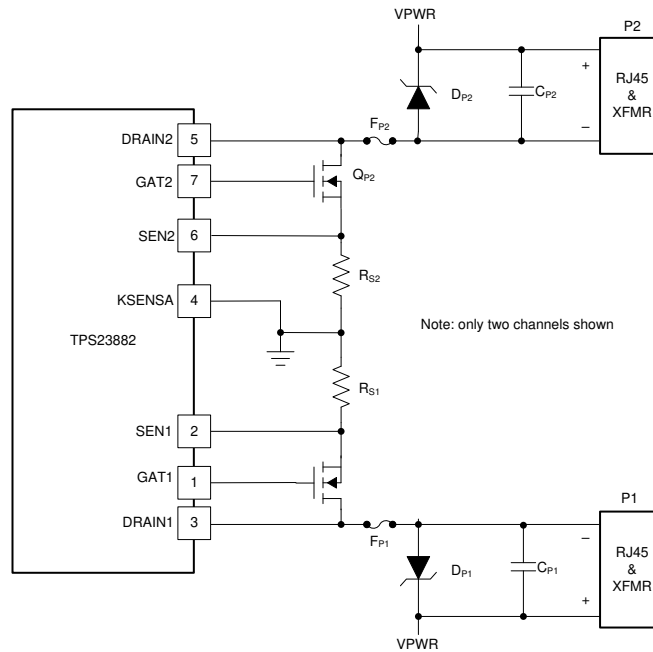 VPWR
P2
+
RJ45
&
XFMR
–
DP2
CP2
FP2
DRAIN2
5
GAT2
7
QP2
SEN2
6
RS2
KSENSA
4
Note: only two channels shown
TPS23882
RS1
SEN1
2
GAT1
1
DRAIN1
3
FP1
P1
–
RJ45
&
XFMR
+
DP1
CP1
VPWR